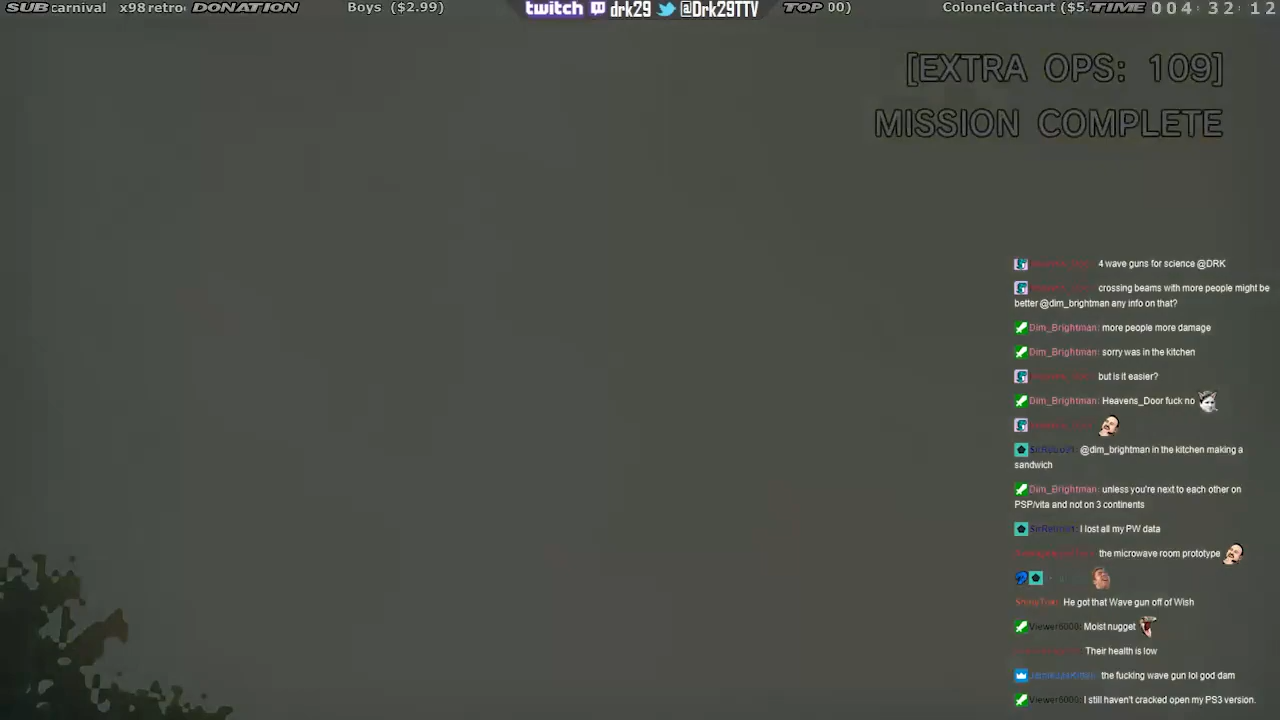 SUB carnival x98retro DONATION Boys ($2.99) twitch drk29 @Drk29TTV TOP 00) ColonelCathcart ($5. TIME 004:32:12
[EXTRA OPS: 109]
MISSION COMPLETE
4 wave guns for science @DRK
crossing beams with more people might be
better @dim_brightman any info on that?
Dim_Brightman: more people more damage
Dim_Brightman: sorry was in the kitchen
but is it easier?
Dim_Brightman: Heavens_Door fuck no
@dim_brightman in the kitchen making a
sandwich
Dim_Brightman: unless you're next to each other on
PSP/vita and not on 3 continents
I lost all my PW data
the microwave room prototype
He got that Wave gun off of Wish
Viewer6000: Moist nugget
Their health is low
the fucking wave gun lol god dam
Viewer6000: I still haven't cracked open my PS3 version.